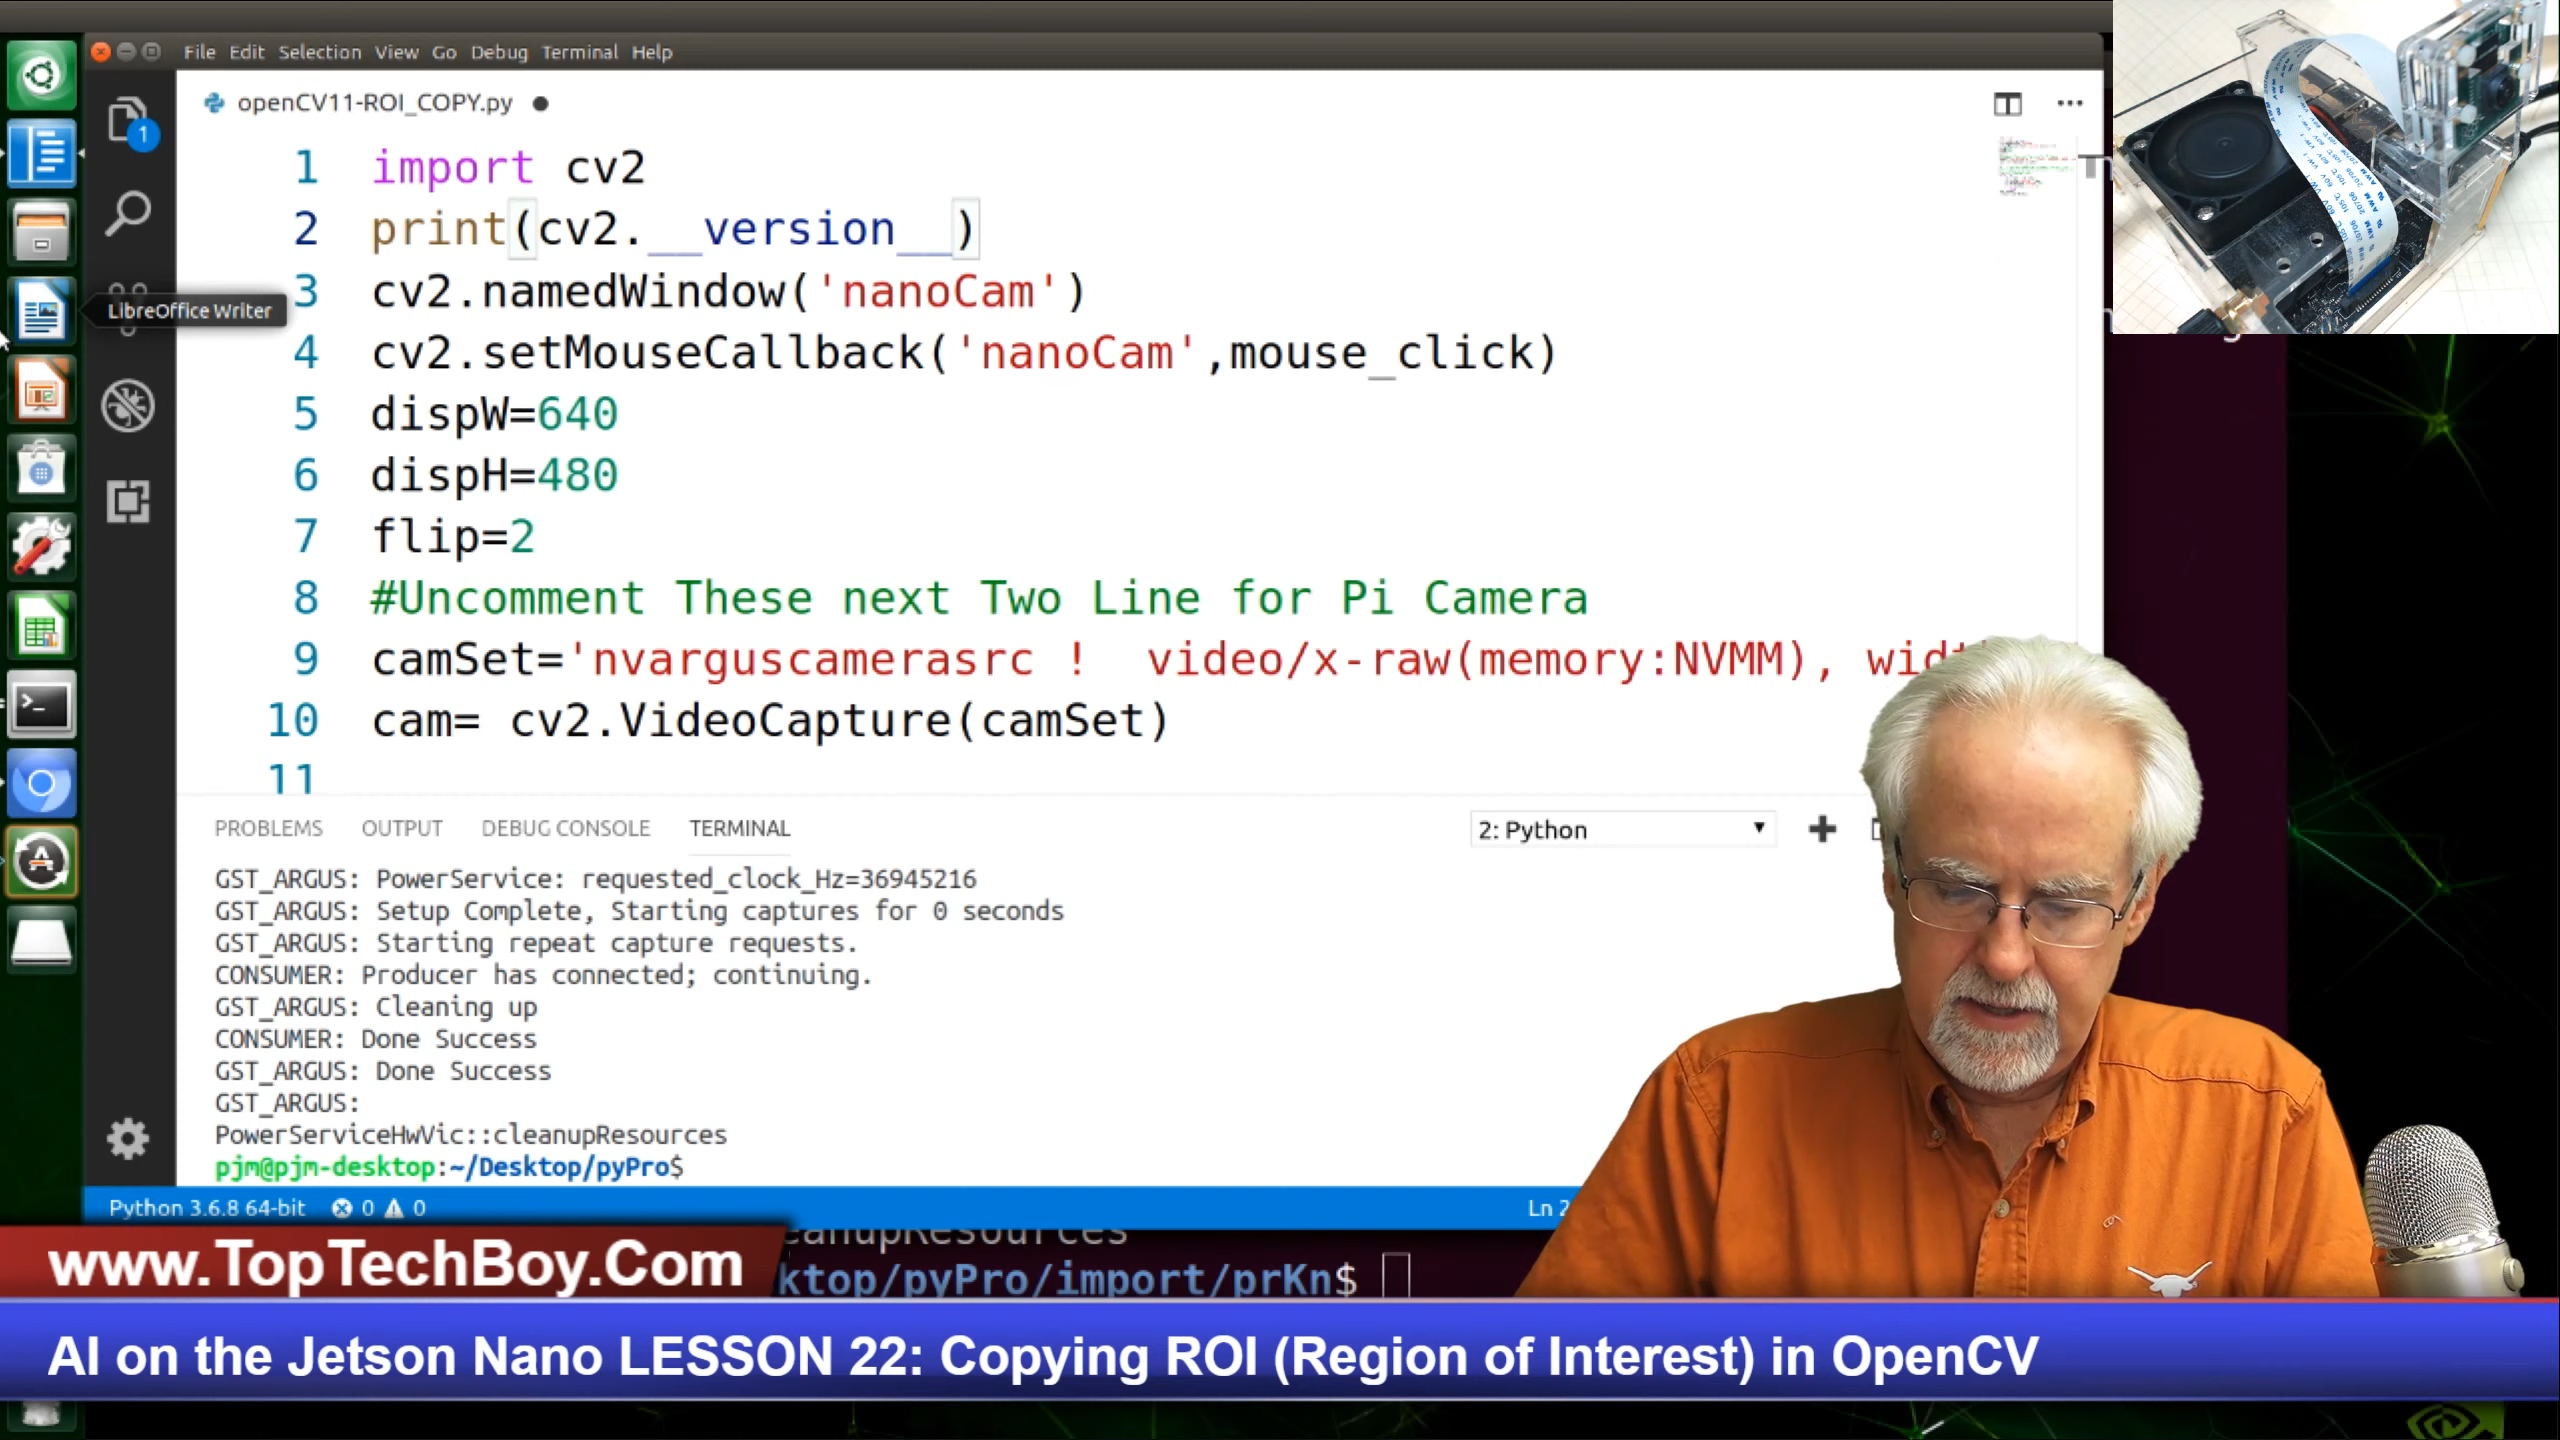 File Edit Selection View Go Debug Terminal Help
openCV11-ROI_COPY.py
1 import cv2
2 print(cv2.__version__)
3 cv2.namedWindow('nanoCam')
4 cv2.setMouseCallback('nanoCam',mouse_click)
5 dispW=640
6 dispH=480
7 flip=2
8 #Uncomment These next Two Line for Pi Camera
9 camSet='nvarguscamerasrc !  video/x-raw(memory:NVMM),
10 cam= cv2.VideoCapture(camSet)
11
1
LibreOffice Writer
PROBLEMS OUTPUT DEBUG CONSOLE TERMINAL
2: Python
GST_ARGUS: PowerService: requested_clock_Hz=36945216
GST_ARGUS: Setup Complete, Starting captures for 0 seconds
GST_ARGUS: Starting repeat capture requests.
CONSUMER: Producer has connected; continuing.
GST_ARGUS: Cleaning up
CONSUMER: Done Success
GST_ARGUS: Done Success
GST_ARGUS:
PowerServiceHwVic::cleanupResources
pjm@pjm-desktop:~/Desktop/pyPro$
Python 3.6.8 64-bit 0 0
Ln 2
eanupResources
ktop/pyPro/import/prKn$
www.TopTechBoy.Com
AI on the Jetson Nano LESSON 22: Copying ROI (Region of Interest) in OpenCV